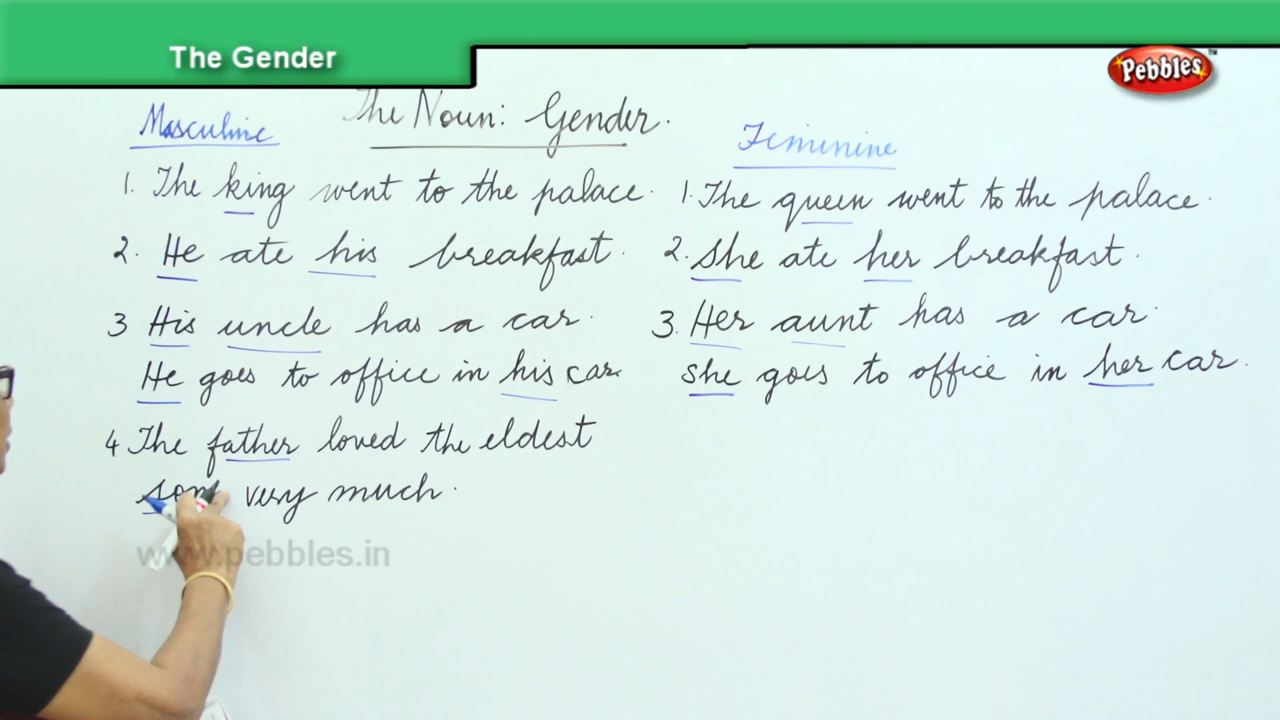 The Gender
Pebbles
The Noun: Gender.
Masculine
1. The king went to the palace.
2. He ate his breakfast.
3 His uncle has a car.
He goes to office in his car.
4 The father loved the eldest
son very much.
Feminine
1. The queen went to the palace.
2. She ate her breakfast.
3. Her aunt has a car.
she goes to office in her car.
www.pebbles.in